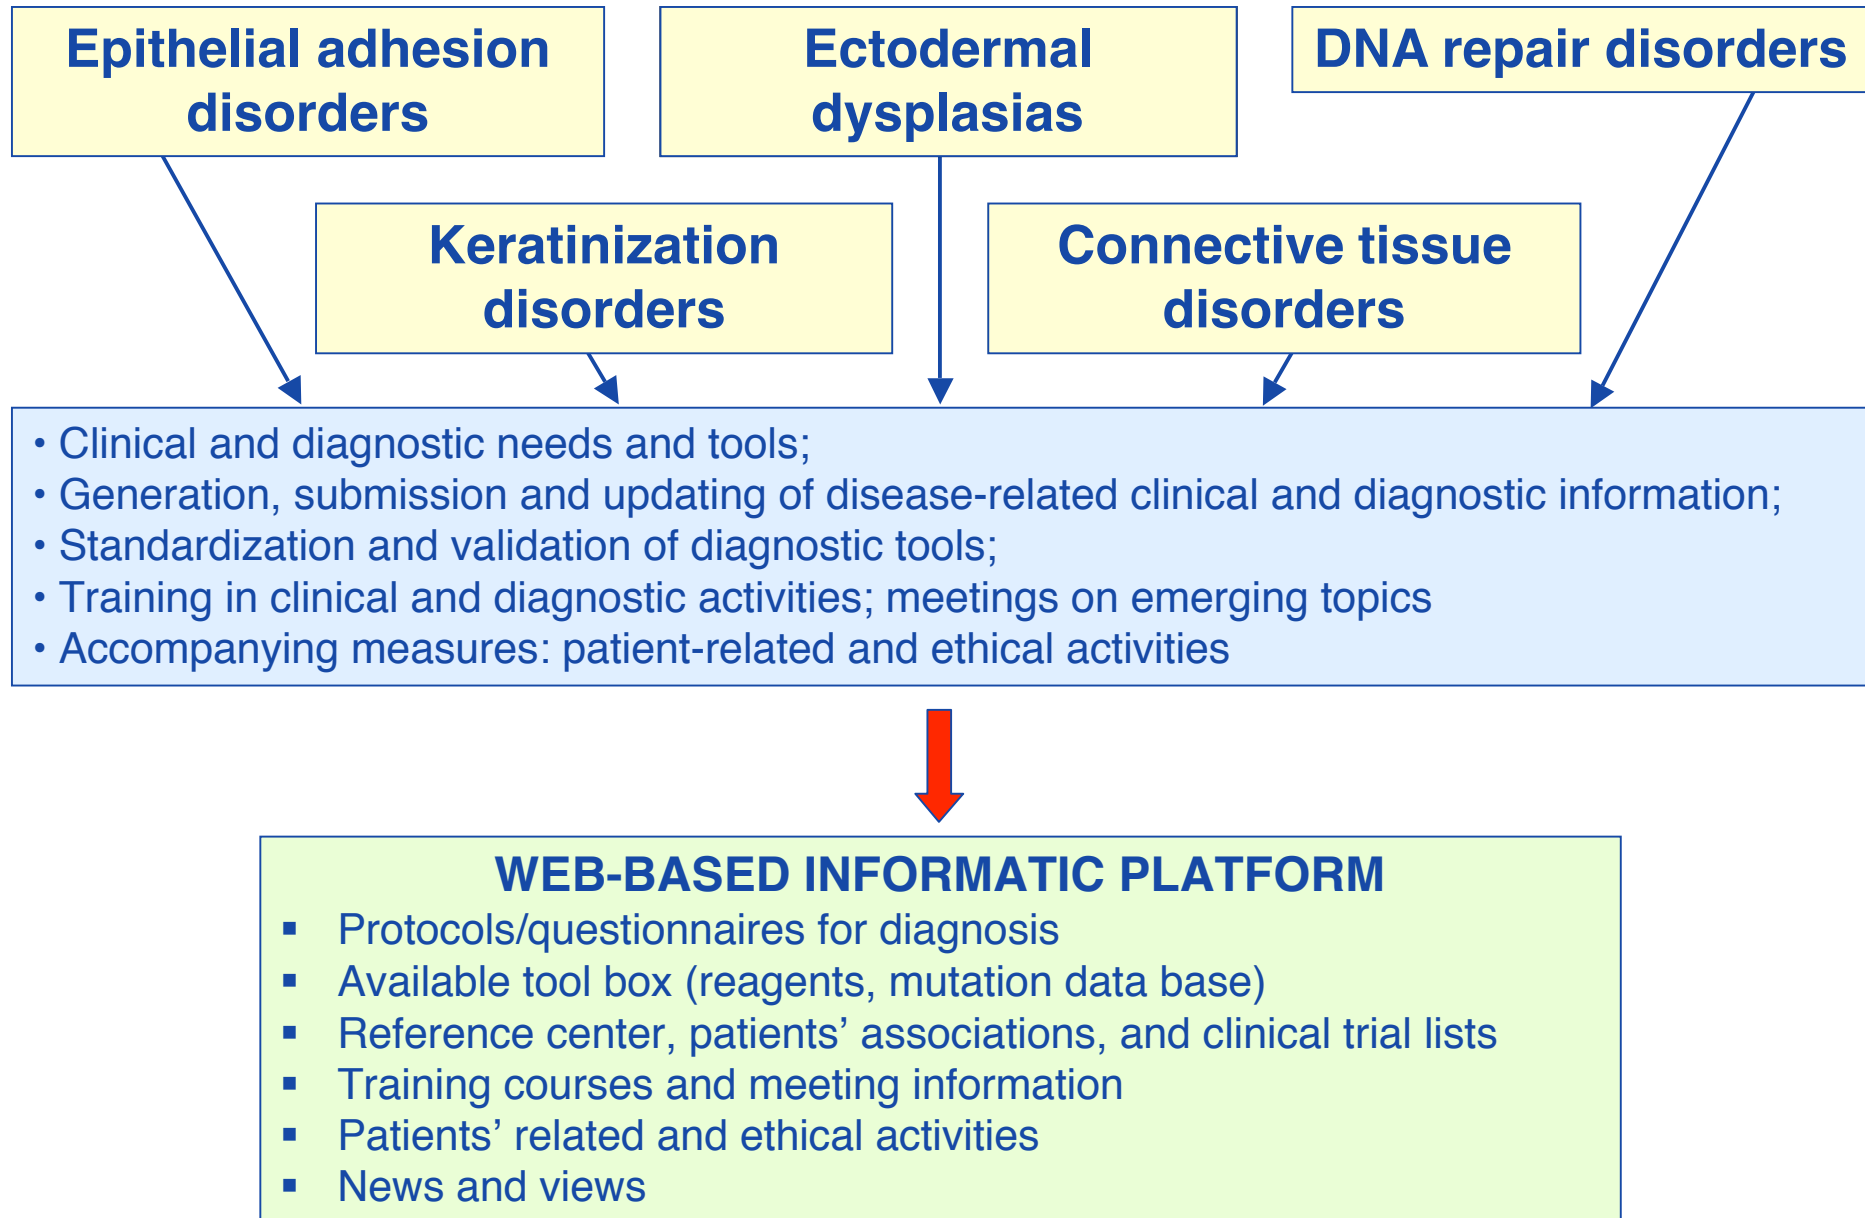 Epithelial adhesion
disorders
Ectodermal
dysplasias
DNA repair disorders
Keratinization
disorders
Connective tissue
disorders
• Clinical and diagnostic needs and tools;
• Generation, submission and updating of disease-related clinical and diagnostic information;
• Standardization and validation of diagnostic tools;
• Training in clinical and diagnostic activities; meetings on emerging topics
• Accompanying measures: patient-related and ethical activities
WEB-BASED INFORMATIC PLATFORM
▪ Protocols/questionnaires for diagnosis
▪ Available tool box (reagents, mutation data base)
▪ Reference center, patients’ associations, and clinical trial lists
▪ Training courses and meeting information
▪ Patients’ related and ethical activities
▪ News and views